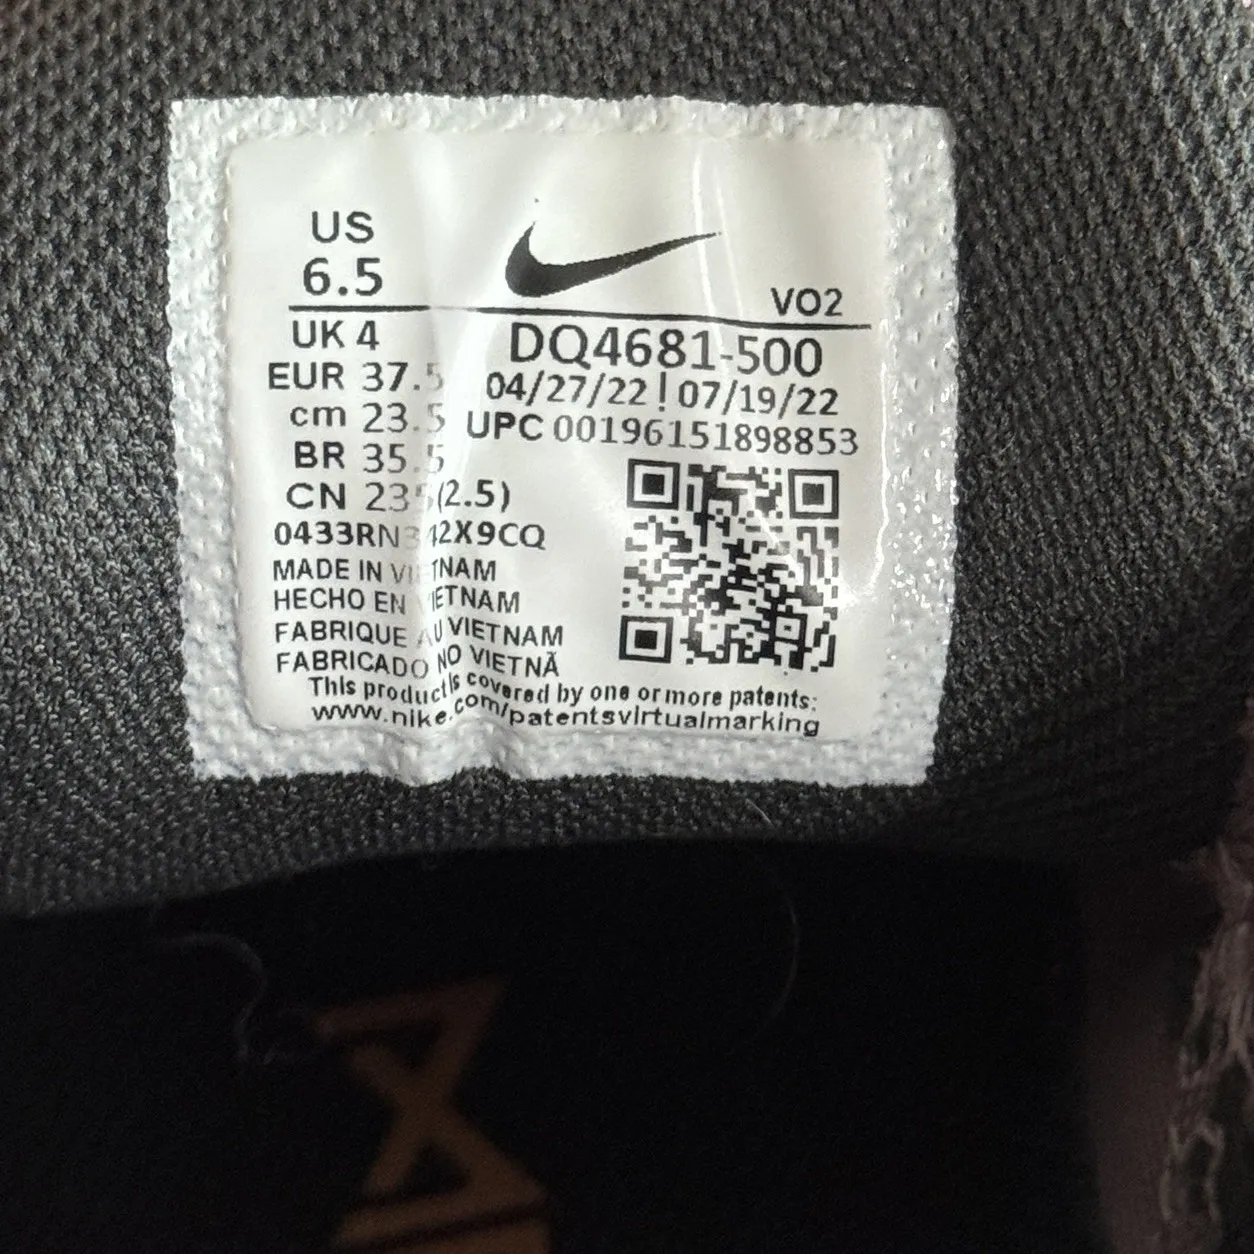 US
6.5
VO2
UK 4
DQ4681-500
EUR 37.5
04/27/22 | 07/19/22
cm 23.5
UPC 00196151898853
BR 35.5
CN 235 (2.5)
MADE IN VIETNAM
HECHO EN VIETNAM
FABRIQUE AU VIETNAM
FABRICADO NO VIETNÃ
This product is covered by one or more patents:
www.nike.com/patentsvirtualmarking